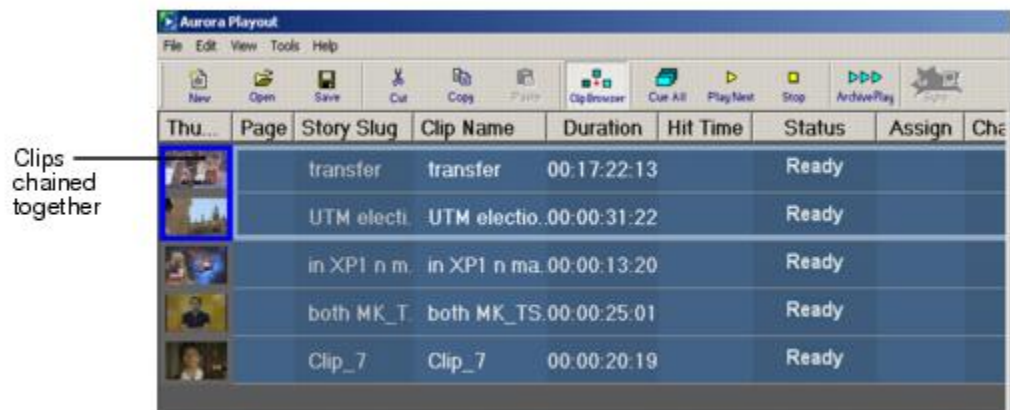 Aurora Playout
File Edit View Tools Help
New Open Save Cut Copy Paste Clip Browser Cue All Play Next Stop Archive Play
Thu... Page Story Slug Clip Name Duration Hit Time Status Assign Cha
Clips chained together
transfer transfer 00:17:22:13 Ready
UTM electi. UTM electio..00:00:31:22 Ready
in XP1 n m. in XP1 n ma. 00:00:13:20 Ready
both MK_T. both MK_TS. 00:00:25:01 Ready
Clip_7 Clip_7 00:00:20:19 Ready